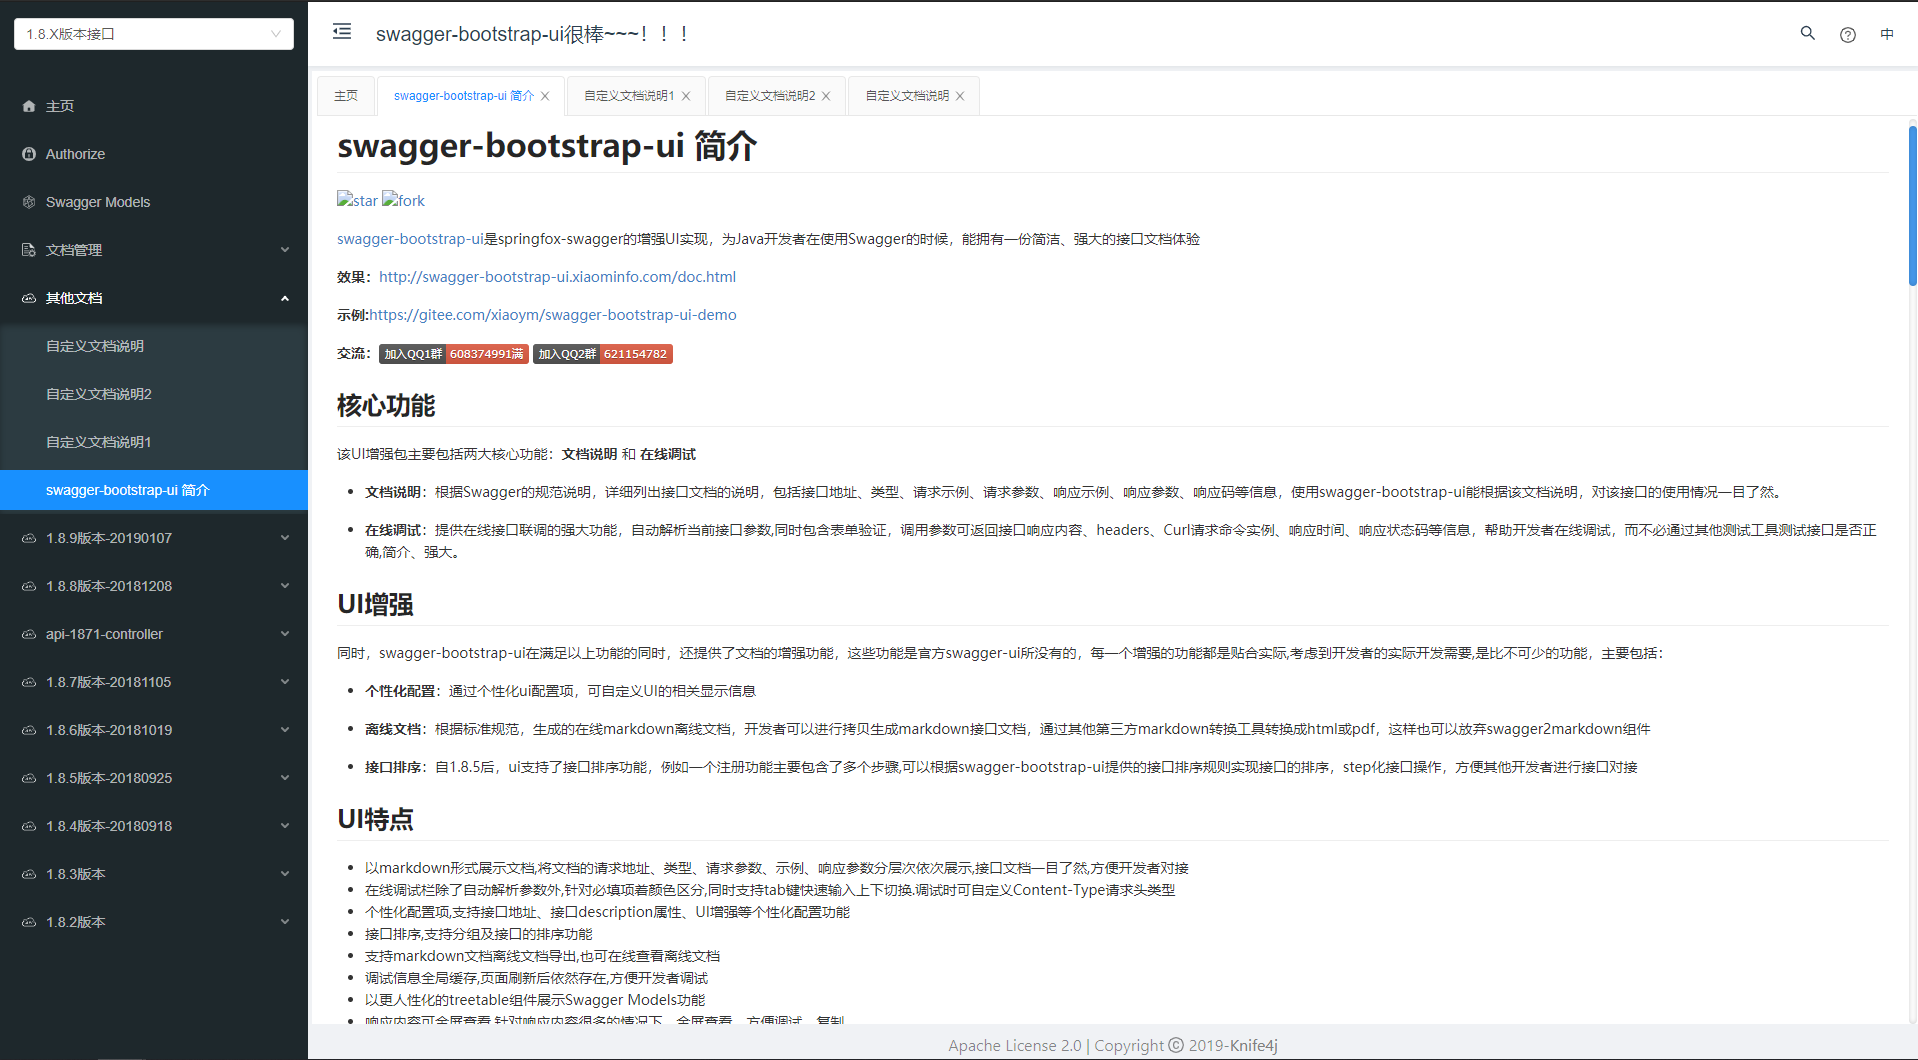 1.8.X版本接口
主页
Authorize
Swagger Models
文档管理
其他文档
自定义文档说明
自定义文档说明2
自定义文档说明1
swagger-bootstrap-ui 简介
1.8.9版本-20190107
1.8.8版本-20181208
api-1871-controller
1.8.7版本-20181105
1.8.6版本-20181019
1.8.5版本-20180925
1.8.4版本-20180918
1.8.3版本
1.8.2版本
swagger-bootstrap-ui很棒~~~！！！
中
主页 swagger-bootstrap-ui 简介 自定义文档说明1 自定义文档说明2 自定义文档说明
swagger-bootstrap-ui 简介
star fork
swagger-bootstrap-ui是springfox-swagger的增强UI实现，为Java开发者在使用Swagger的时候，能拥有一份简洁、强大的接口文档体验
效果：http://swagger-bootstrap-ui.xiaominfo.com/doc.html
示例:https://gitee.com/xiaoym/swagger-bootstrap-ui-demo
交流：加入QQ1群 608374991满 加入QQ2群 621154782
核心功能
该UI增强包主要包括两大核心功能：文档说明 和 在线调试
文档说明：根据Swagger的规范说明，详细列出接口文档的说明，包括接口地址、类型、请求示例、请求参数、响应示例、响应参数、响应码等信息，使用swagger-bootstrap-ui能根据该文档说明，对该接口的使用情况一目了然。
在线调试：提供在线接口联调的强大功能，自动解析当前接口参数,同时包含表单验证，调用参数可返回接口响应内容、headers、Curl请求命令实例、响应时间、响应状态码等信息，帮助开发者在线调试，而不必通过其他测试工具测试接口是否正
确,简介、强大。
UI增强
同时，swagger-bootstrap-ui在满足以上功能的同时，还提供了文档的增强功能，这些功能是官方swagger-ui所没有的，每一个增强的功能都是贴合实际,考虑到开发者的实际开发需要,是比不可少的功能，主要包括：
个性化配置：通过个性化ui配置项，可自定义UI的相关显示信息
离线文档：根据标准规范，生成的在线markdown离线文档，开发者可以进行拷贝生成markdown接口文档，通过其他第三方markdown转换工具转换成html或pdf，这样也可以放弃swagger2markdown组件
接口排序：自1.8.5后，ui支持了接口排序功能，例如一个注册功能主要包含了多个步骤,可以根据swagger-bootstrap-ui提供的接口排序规则实现接口的排序，step化接口操作，方便其他开发者进行接口对接
UI特点
以markdown形式展示文档,将文档的请求地址、类型、请求参数、示例、响应参数分层次依次展示,接口文档一目了然,方便开发者对接
在线调试栏除了自动解析参数外,针对必填项着颜色区分,同时支持tab键快速输入上下切换.调试时可自定义Content-Type请求头类型
个性化配置项,支持接口地址、接口description属性、UI增强等个性化配置功能
接口排序,支持分组及接口的排序功能
支持markdown文档离线文档导出,也可在线查看离线文档
调试信息全局缓存,页面刷新后依然存在,方便开发者调试
以更人性化的treetable组件展示Swagger Models功能
响应内容可全屏查看,针对响应内容很多的情况下，全屏查看，方便调试、复制
Apache License 2.0 | Copyright © 2019-Knife4j